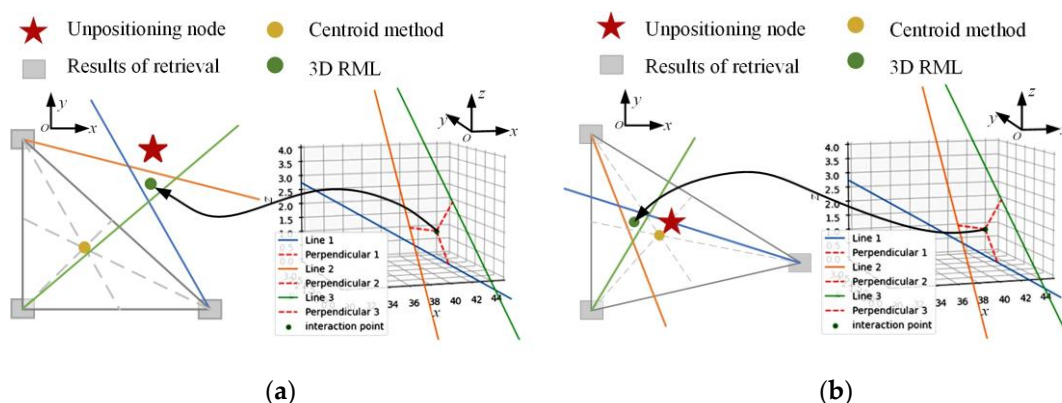 Unpositioning node
Centroid method
Results of retrieval
3D RML
y
x
o
z
y
x
o
4.0
3.5
3.0
2.5
2.0
1.5
1.0
Line 1
Perpendicular 1
Line 2
Perpendicular 2
Line 3
Perpendicular 3
interaction point
34 36 38 40 42 44
x
(a)
Unpositioning node
Centroid method
Results of retrieval
3D RML
y
x
o
z
y
x
o
4.0
3.5
3.0
2.5
2.0
1.5
1.0
Line 1
Perpendicular 1
Line 2
Perpendicular 2
Line 3
Perpendicular 3
interaction point
34 36 38 40 42 44
x
(b)